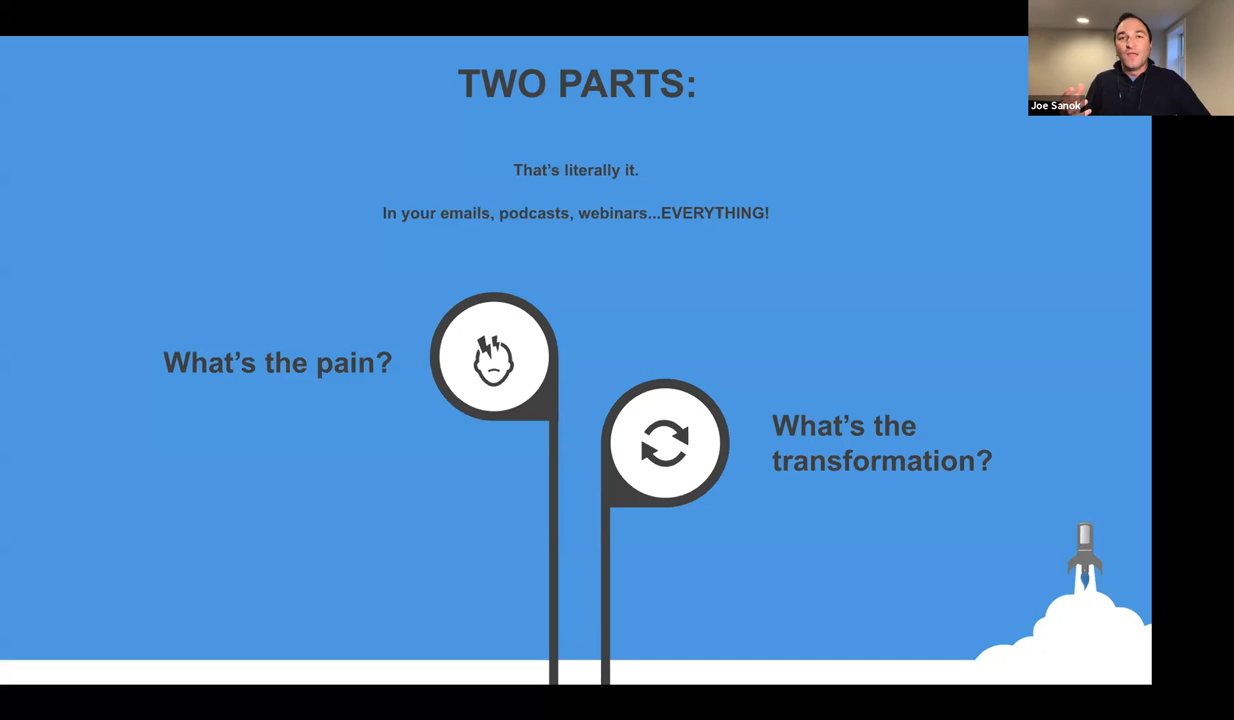 TWO PARTS:
That's literally it.
In your emails, podcasts, webinars...EVERYTHING!
What's the pain?
What's the
transformation?
Joe Sanok